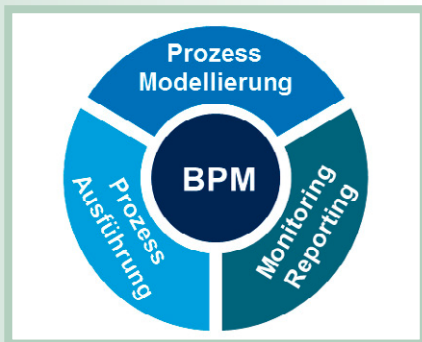 Prozess
Modellierung
BPM
Prozess
Ausführung
Monitoring
Reporting